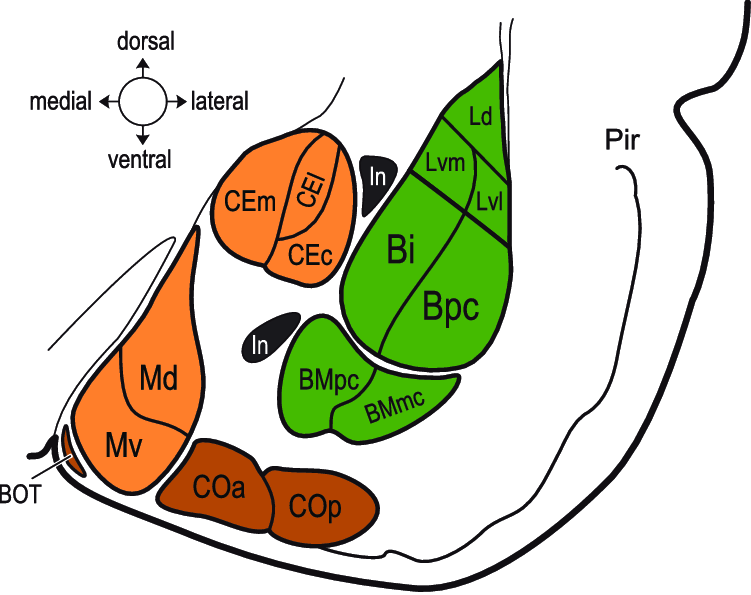 dorsal
medial
lateral
ventral
Ld
Pir
Lvm
In
CEl
CEm
Lvl
CEc
Bi
Bpc
In
Md
BMpc
BMmc
Mv
COa
BOT
COp